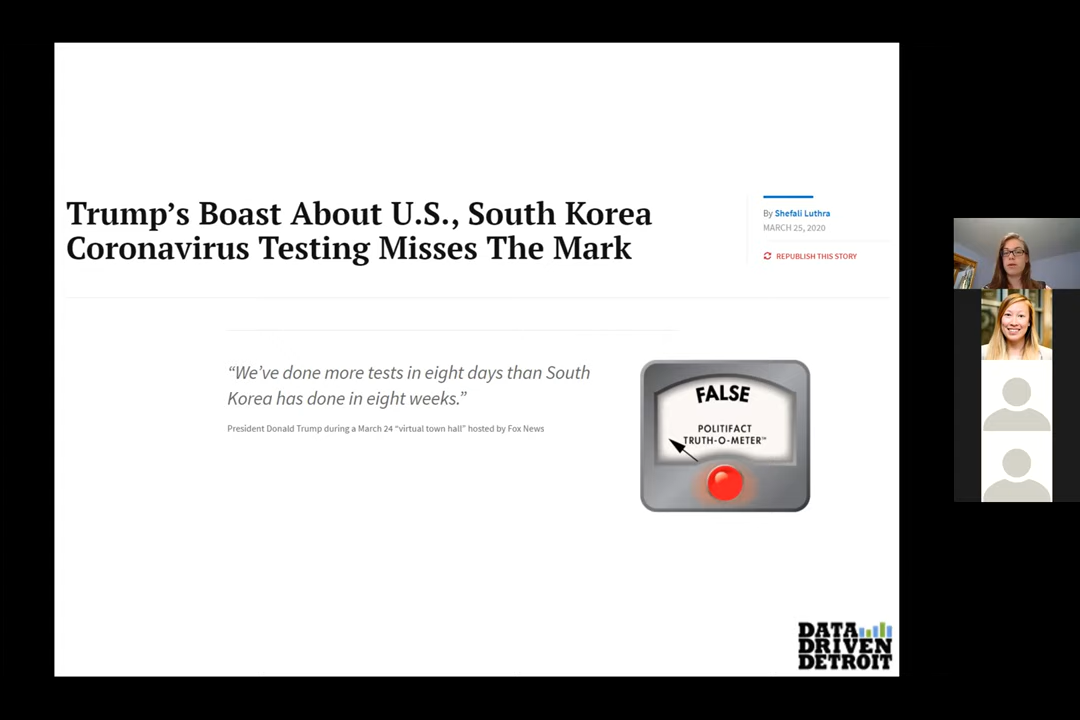 Trump’s Boast About U.S., South Korea
Coronavirus Testing Misses The Mark
By Shefali Luthra
MARCH 25, 2020
REPUBLISH THIS STORY
“We’ve done more tests in eight days than South
Korea has done in eight weeks.”
President Donald Trump during a March 24 “virtual town hall” hosted by Fox News
FALSE
POLITIFACT
TRUTH-O-METER™
DATA
DRIVEN
DETROIT